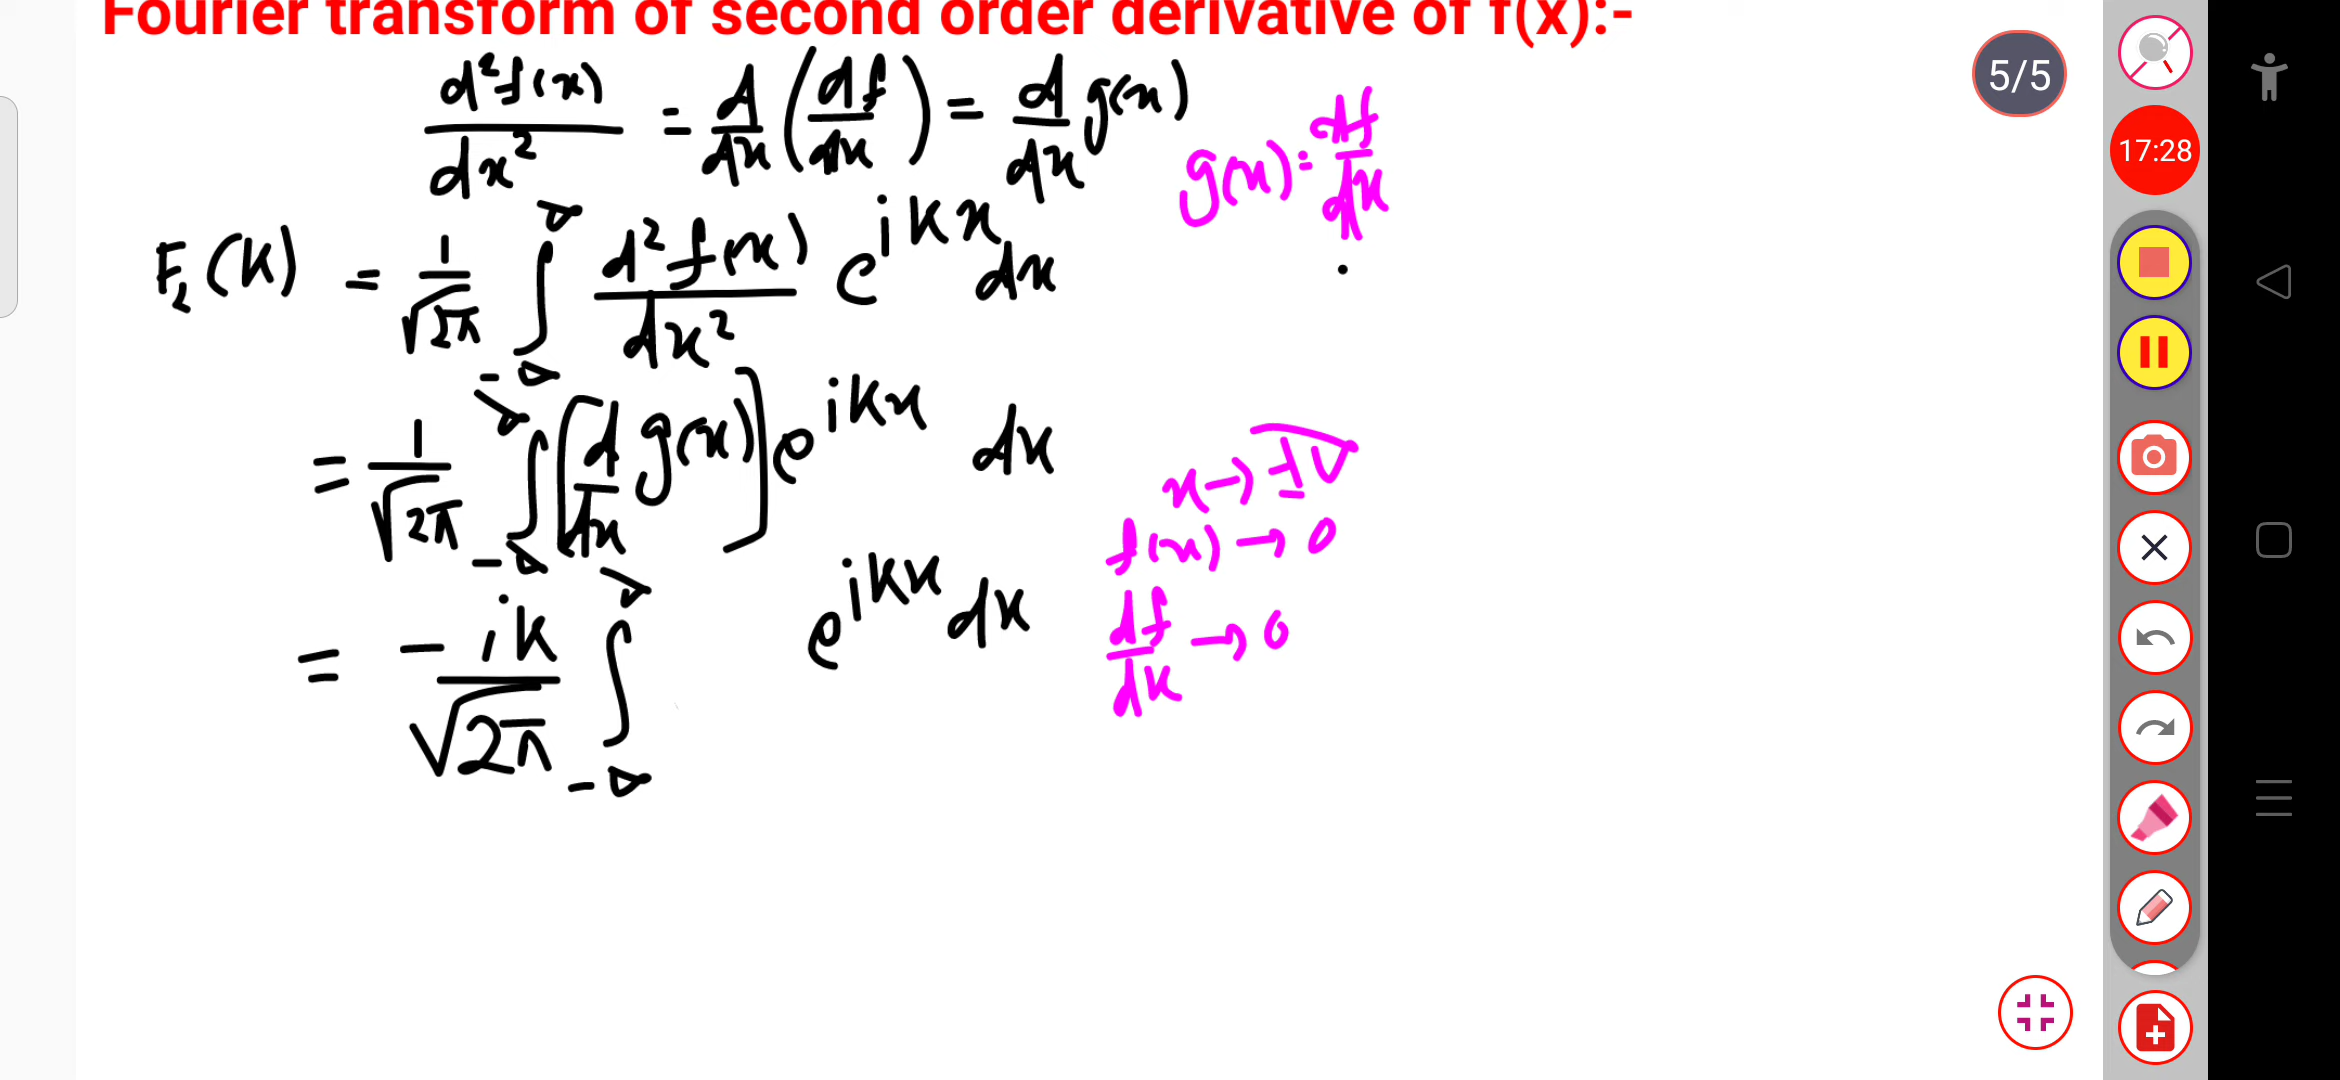 Fourier transform of second order derivative of f(x):-
d²f(x)/dx² = d/dx (df/dx) = d/dx g(x)
g(x) = df/dx
5/5
17:28
F₂(k) = 1/√2π ∫_{-∞}^{∞} d²f(x)/dx² e^{ikx} dx
= 1/√2π ∫_{-∞}^{∞} [d/dx g(x)] e^{ikx} dx
x → ±∞
f(x) → 0
df/dx → 0
= -ik/√2π ∫_{-∞}^{∞} e^{ikx} dx